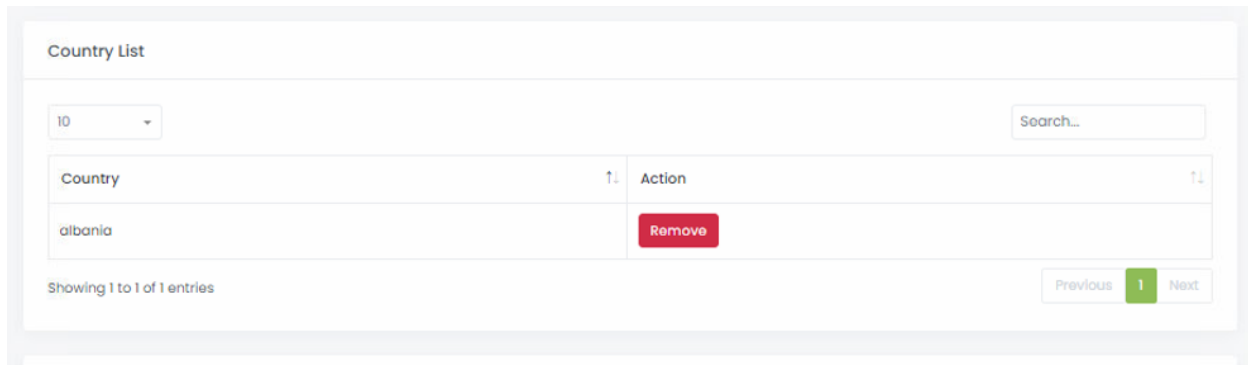 Country List
10
Search...
Country Action
albania Remove
Showing 1 to 1 of 1 entries
Previous 1 Next